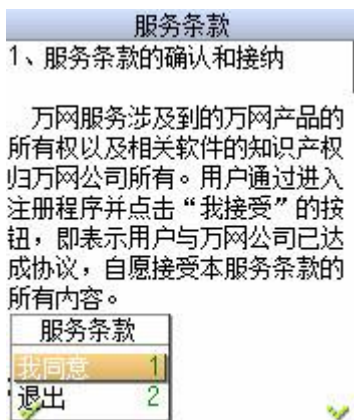 服务条款
1、服务条款的确认和接纳
万网服务涉及到的万网产品的
所有权以及相关软件的知识产权
归万网公司所有。用户通过进入
注册程序并点击“我接受”的按
钮，即表示用户与万网公司已达
成协议，自愿接受本服务条款的
所有内容。
服务条款
我同意 1
退出 2